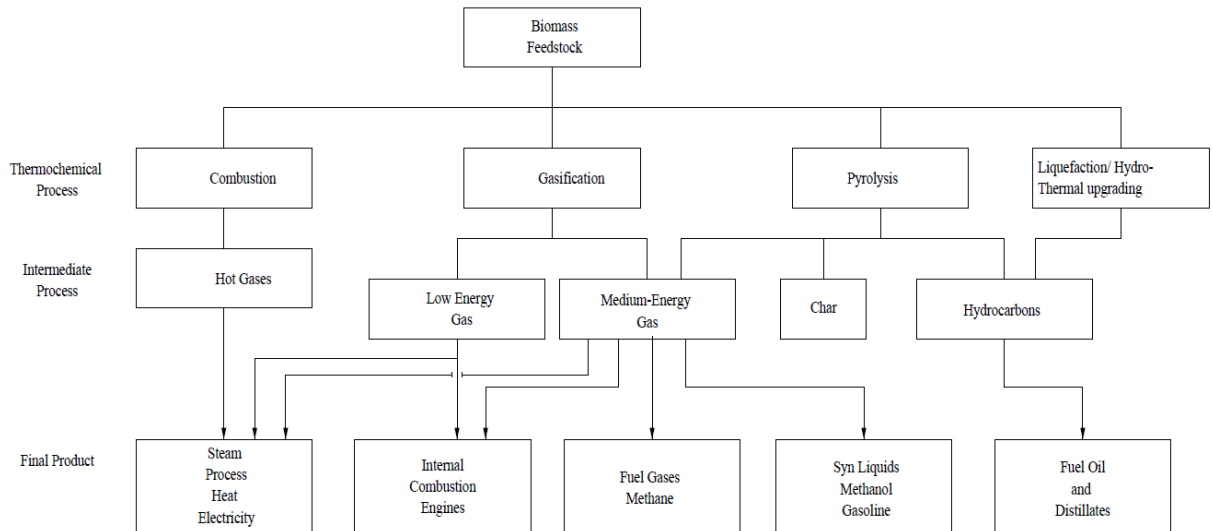 Biomass
Feedstock
Thermochemical
Process
Combustion
Gasification
Pyrolysis
Liquefaction/ Hydro-
Thermal upgrading
Intermediate
Process
Hot Gases
Low Energy
Gas
Medium-Energy
Gas
Char
Hydrocarbons
Final Product
Steam
Process
Heat
Electricity
Internal
Combustion
Engines
Fuel Gases
Methane
Syn Liquids
Methanol
Gasoline
Fuel Oil
and
Distillates